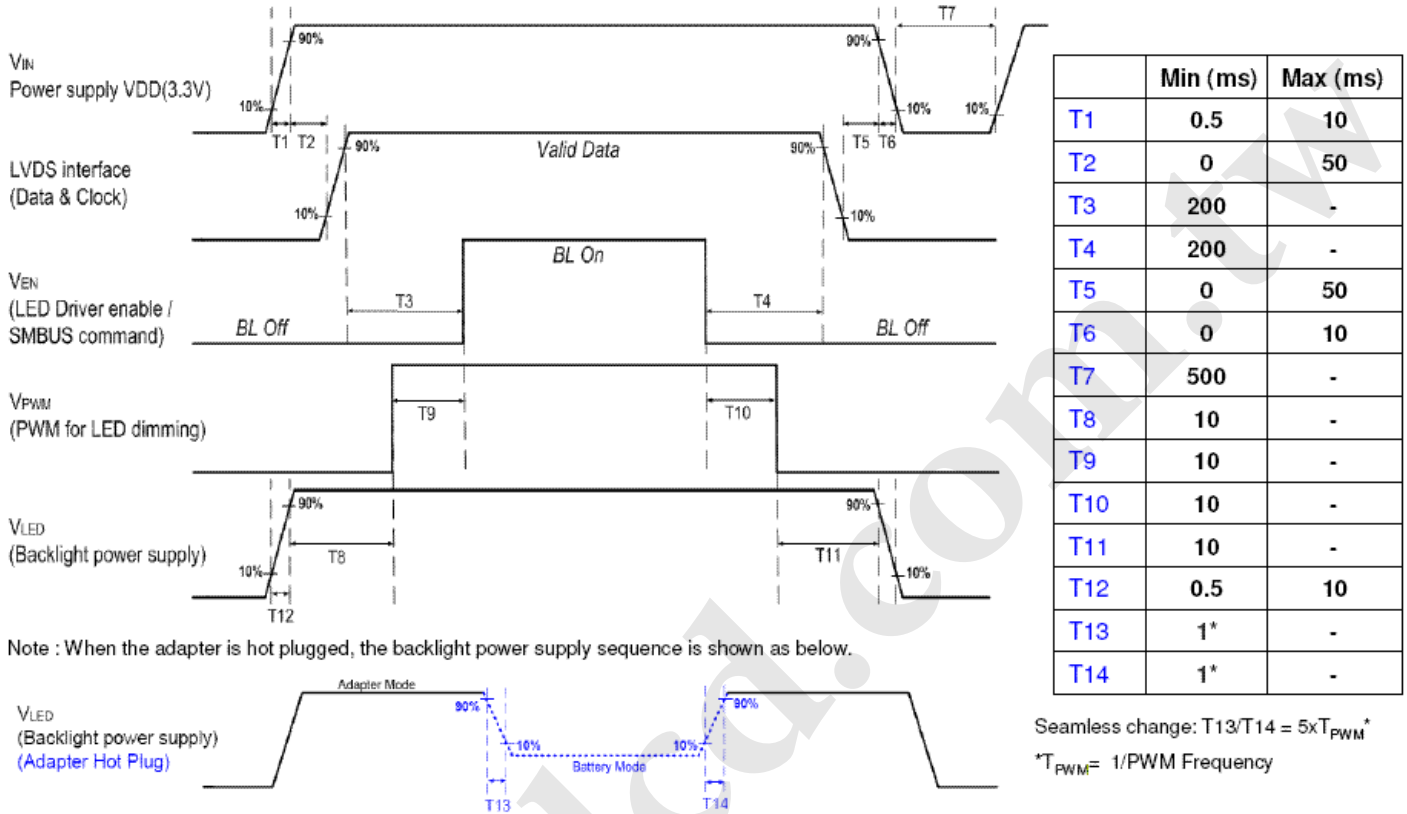 T7
90%
90%
VIN
Power supply VDD(3.3V)
10%
10%
10%
T1 T2
T5 T6
90%
Valid Data
90%
LVDS interface
(Data & Clock)
10%
10%
BL On
VEN
(LED Driver enable /
SMBUS command)
T3
T4
BL Off
BL Off
VPWM
(PWM for LED dimming)
T9
T10
90%
90%
VLED
(Backlight power supply)
T8
T11
10%
10%
T12
Note : When the adapter is hot plugged, the backlight power supply sequence is shown as below.
Adapter Mode
90%
90%
VLED
(Backlight power supply)
(Adapter Hot Plug)
10%
10%
Battery Mode
T13
T14
Min (ms) Max (ms)
T1 0.5 10
T2 0 50
T3 200 -
T4 200 -
T5 0 50
T6 0 10
T7 500 -
T8 10 -
T9 10 -
T10 10 -
T11 10 -
T12 0.5 10
T13 1* -
T14 1* -
Seamless change: T13/T14 = 5xTPWM*
*TPWM= 1/PWM Frequency
cd.com.tw